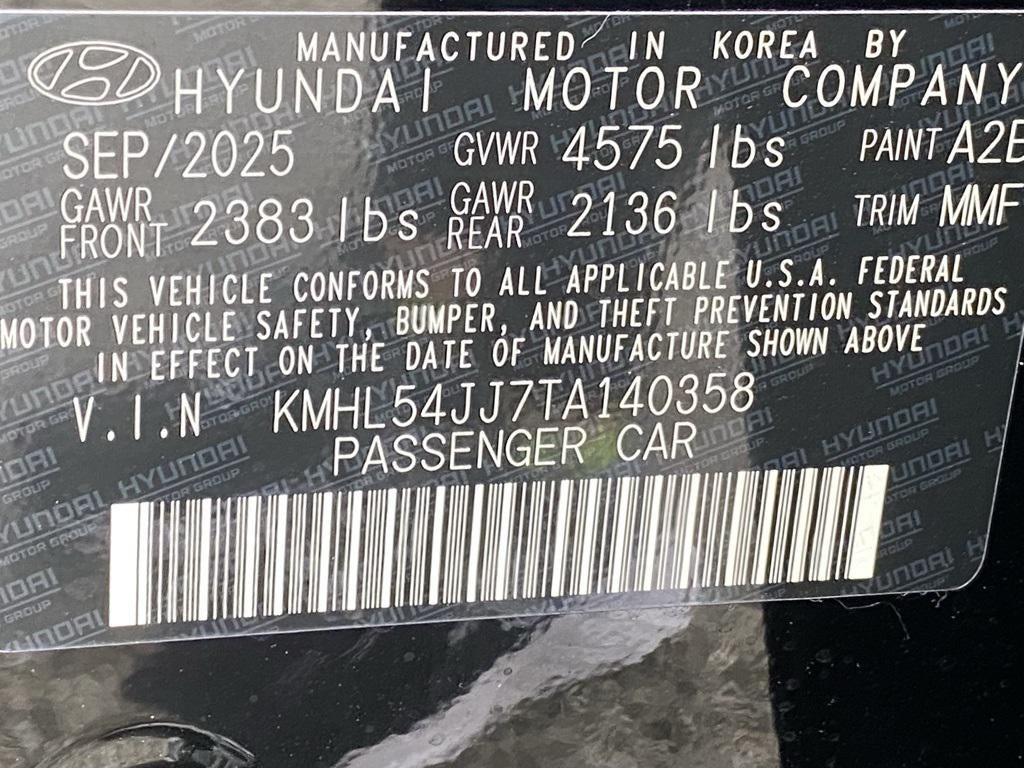 MANUFACTURED IN KOREA BY
HYUNDAI MOTOR COMPANY
SEP/2025 GVWR 4575 lbs PAINT A2B
GAWR FRONT 2383 lbs GAWR REAR 2136 lbs TRIM MMF
THIS VEHICLE CONFORMS TO ALL APPLICABLE U.S.A. FEDERAL
MOTOR VEHICLE SAFETY, BUMPER, AND THEFT PREVENTION STANDARDS
IN EFFECT ON THE DATE OF MANUFACTURE SHOWN ABOVE
V.I.N KMHL54JJ7TA140358
PASSENGER CAR